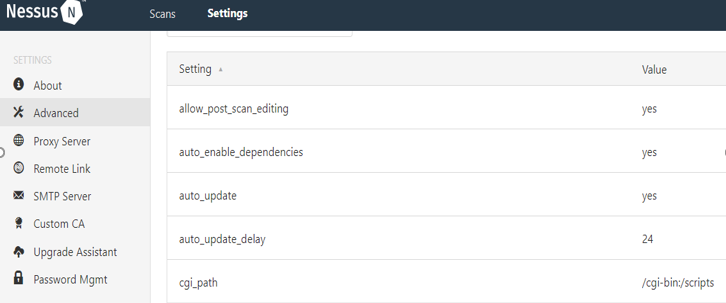 Nessus N Scans Settings
SETTINGS
About
Advanced
Proxy Server
Remote Link
SMTP Server
Custom CA
Upgrade Assistant
Password Mgmt
Setting Value
allow_post_scan_editing yes
auto_enable_dependencies yes
auto_update yes
auto_update_delay 24
cgi_path /cgi-bin:/scripts